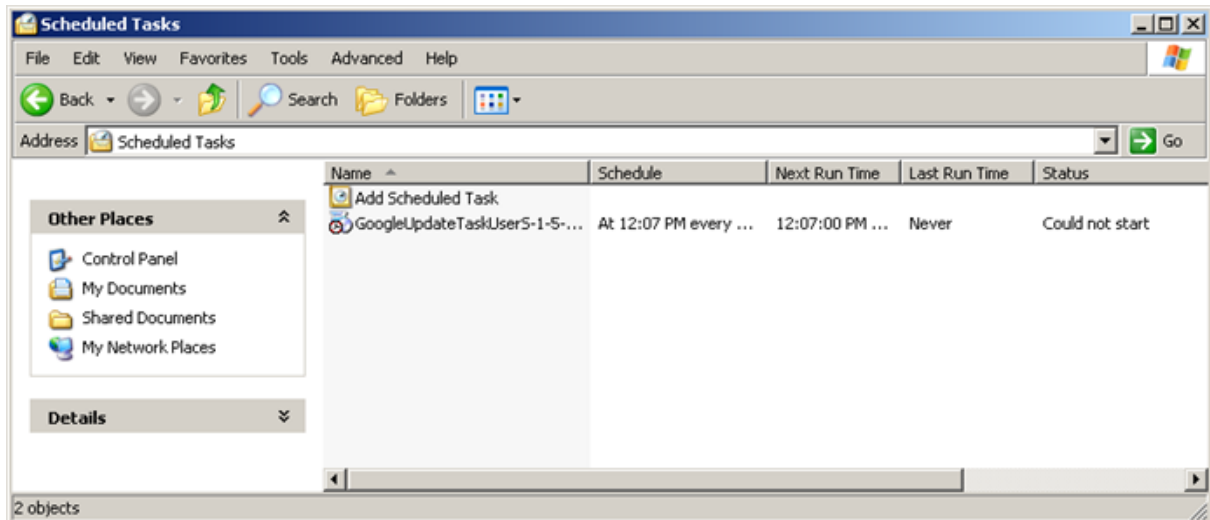 Scheduled Tasks
File Edit View Favorites Tools Advanced Help
Back Search Folders
Address Scheduled Tasks Go
Name Schedule Next Run Time Last Run Time Status
Add Scheduled Task
GoogleUpdateTaskUserS-1-5-... At 12:07 PM every ... 12:07:00 PM ... Never Could not start
Other Places
Control Panel
My Documents
Shared Documents
My Network Places
Details
2 objects